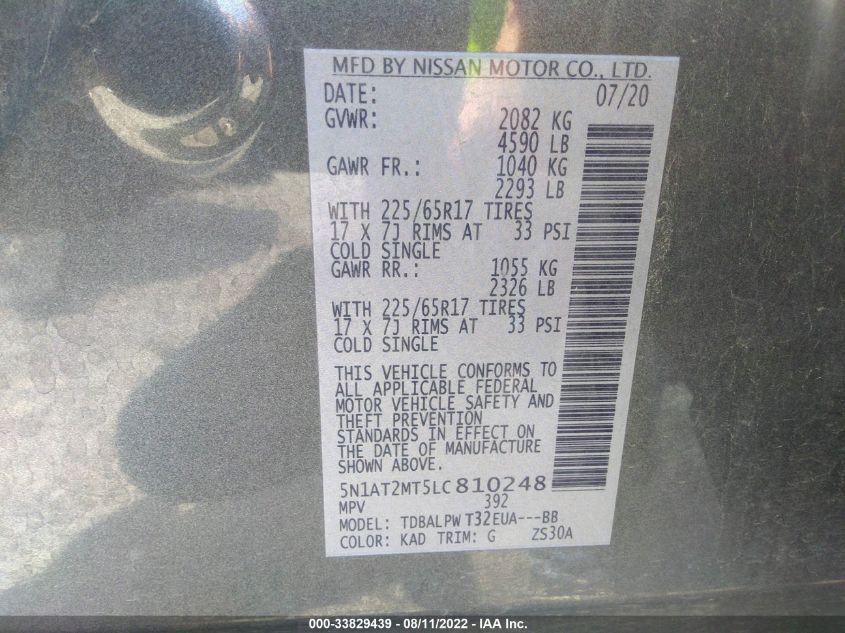 MFD BY NISSAN MOTOR CO., LTD.
DATE: 07/20
GVWR: 2082 KG
4590 LB
GAWR FR.: 1040 KG
2293 LB
WITH 225/65R17 TIRES
17 X 7J RIMS AT 33 PSI
COLD SINGLE
GAWR RR.: 1055 KG
2326 LB
WITH 225/65R17 TIRES
17 X 7J RIMS AT 33 PSI
COLD SINGLE
THIS VEHICLE CONFORMS TO
ALL APPLICABLE FEDERAL
MOTOR VEHICLE SAFETY AND
THEFT PREVENTION
STANDARDS IN EFFECT ON
THE DATE OF MANUFACTURE
SHOWN ABOVE.
5N1AT2MT5LC810248
MPV 392
MODEL: TDBALPW T32EUA---BB
COLOR: KAD TRIM: G ZS30A
000-33829439 - 08/11/2022 - IAA Inc.